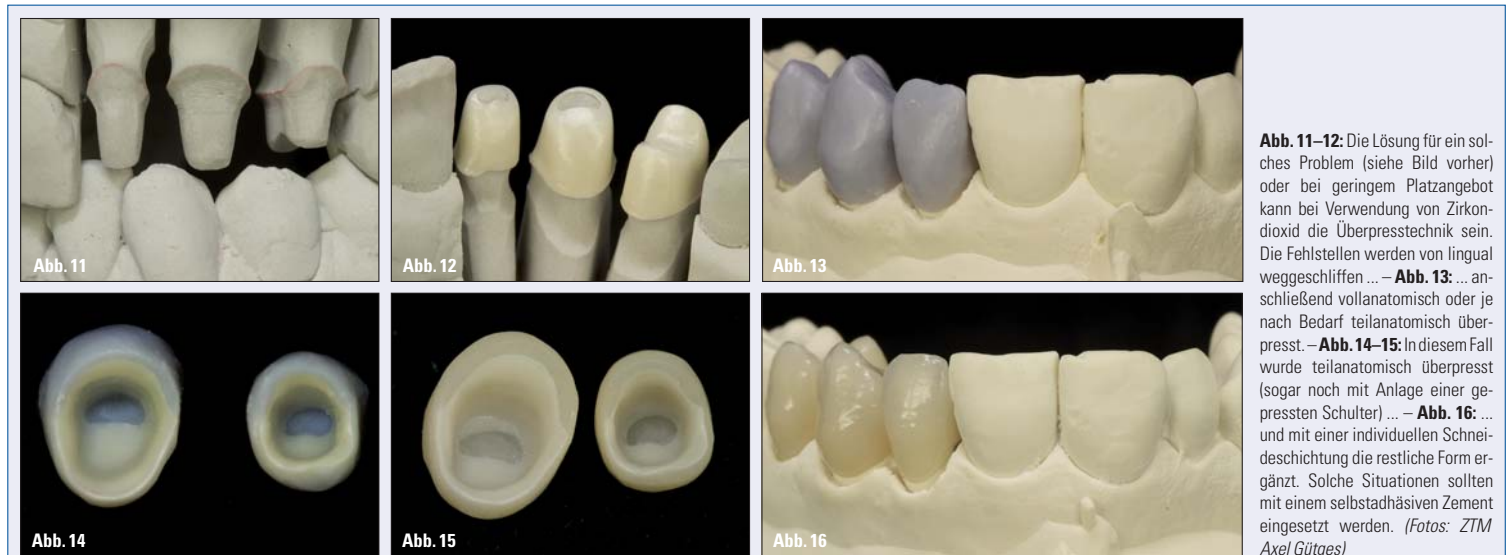 Abb. 11
Abb. 12
Abb. 13
Abb. 14
Abb. 15
Abb. 16
Abb. 11–12: Die Lösung für ein sol-
ches Problem (siehe Bild vorher)
oder bei geringem Platzangebot
kann bei Verwendung von Zirkon-
dioxid die Überpresstechnik sein.
Die Fehlstellen werden von lingual
weggeschliffen ... – Abb. 13: ... an-
schließend vollanatomisch oder je
nach Bedarf teilanatomisch über-
presst. – Abb. 14–15: In diesem Fall
wurde teilanatomisch überpresst
(sogar noch mit Anlage einer ge-
pressten Schulter) ... – Abb. 16: ...
und mit einer individuellen Schnei-
deschichtung die restliche Form er-
gänzt. Solche Situationen sollten
mit einem selbstadhäsiven Zement
eingesetzt werden. (Fotos: ZTM
Axel Gütges)